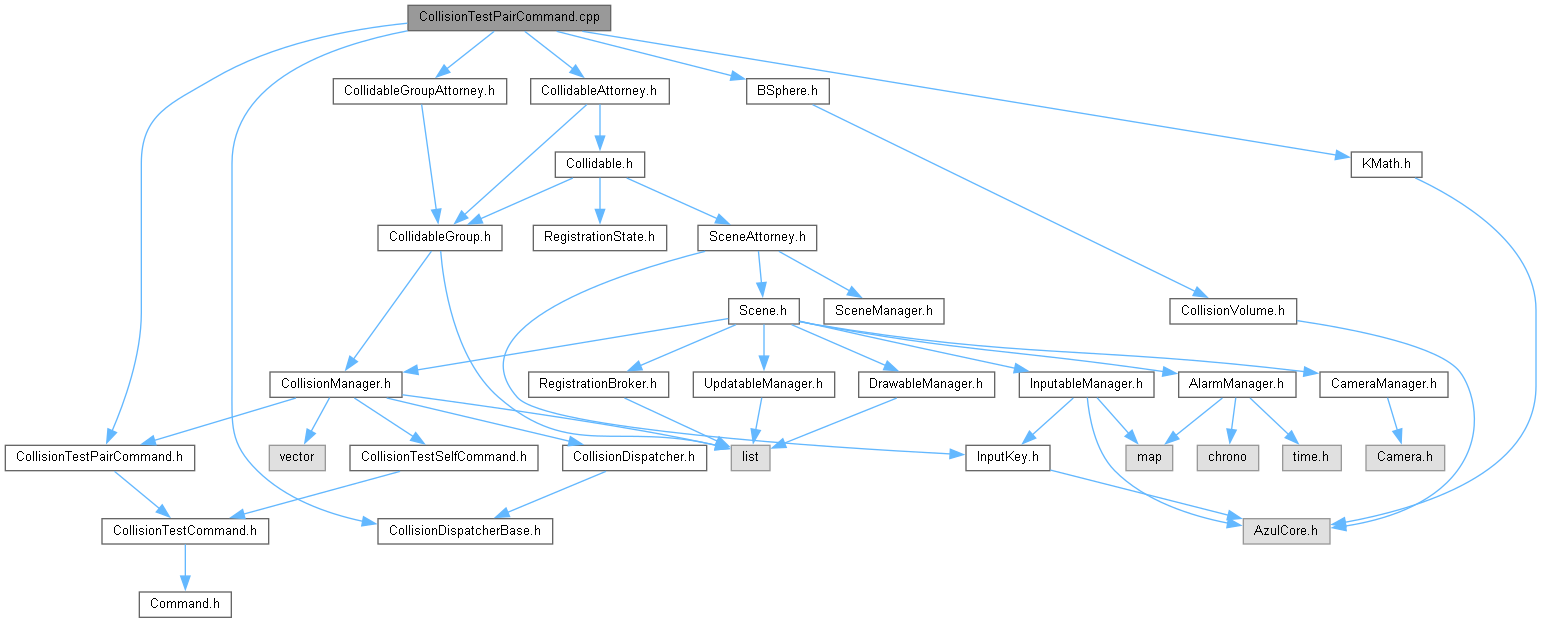 CollisionTestPairCommand.cpp
CollidableGroupAttorney.h
CollidableAttorney.h
BSphere.h
Collidable.h
KMath.h
CollidableGroup.h
RegistrationState.h
SceneAttorney.h
Scene.h
SceneManager.h
CollisionVolume.h
CollisionManager.h
RegistrationBroker.h
UpdatableManager.h
DrawableManager.h
InputableManager.h
AlarmManager.h
CameraManager.h
CollisionTestPairCommand.h
vector
CollisionTestSelfCommand.h
CollisionDispatcher.h
list
InputKey.h
map
chrono
time.h
Camera.h
CollisionTestCommand.h
CollisionDispatcherBase.h
AzulCore.h
Command.h